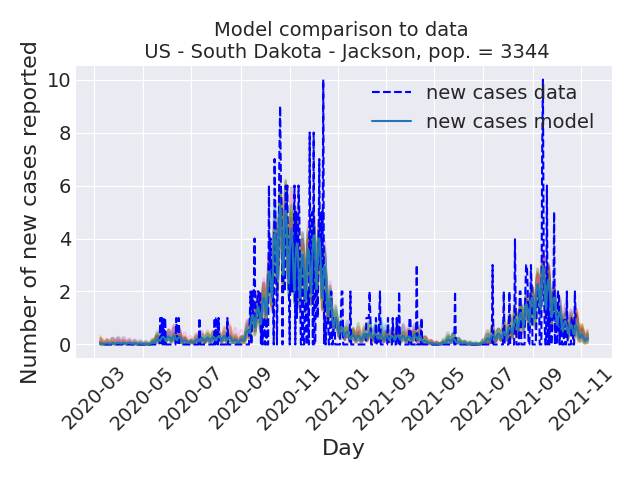 Model comparison to data
US - South Dakota - Jackson, pop. = 3344
Number of new cases reported
10
8
6
4
2
0
new cases data
new cases model
2020-03
2020-05
2020-07
2020-09
2020-11
2021-01
2021-03
2021-05
2021-07
2021-09
2021-11
Day